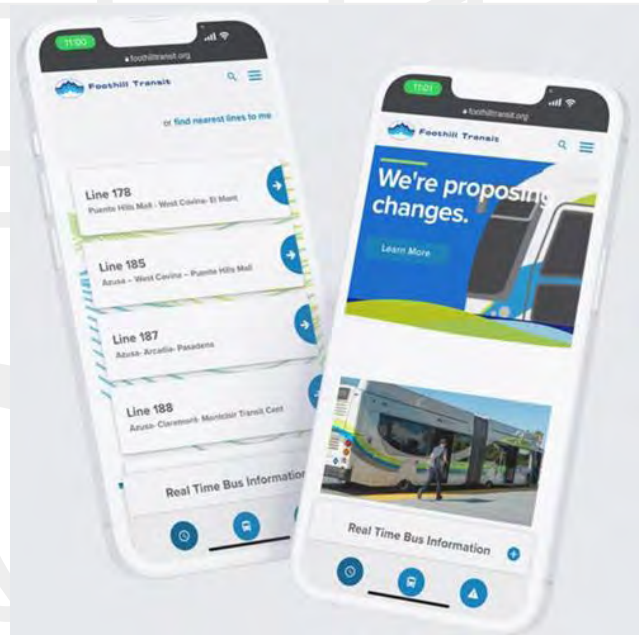 11:00
foothilltransit.org
Foothill Transit
or find nearest lines to me
Line 178
Puente Hills Mall - West Covina- El Mont
Line 185
Azusa – West Covina – Puente Hills Mall
Line 187
Azusa- Arcadia- Pasadena
Line 188
Azusa- Claremont- Montclair Transit Cent
Real Time Bus Information
11:01
foothilltransit.org
Foothill Transit
We're proposing
changes.
Learn More
Real Time Bus Information